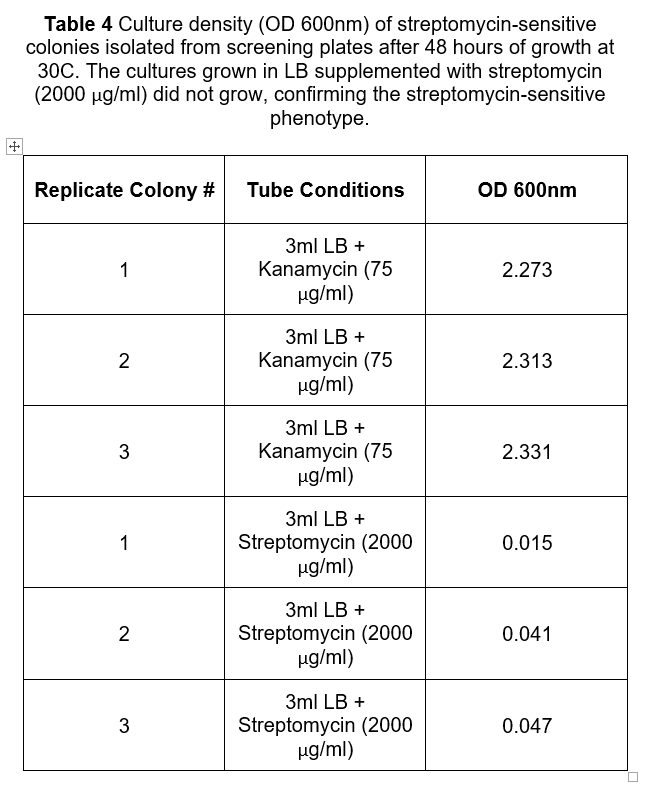 Table 4 Culture density (OD 600nm) of streptomycin-sensitive
colonies isolated from screening plates after 48 hours of growth at
30C. The cultures grown in LB supplemented with streptomycin
(2000 μg/ml) did not grow, confirming the streptomycin-sensitive
phenotype.
Replicate Colony # Tube Conditions OD 600nm
1
3ml LB +
Kanamycin (75
μg/ml)
2.273
2
3ml LB +
Kanamycin (75
μg/ml)
2.313
3
3ml LB +
Kanamycin (75
μg/ml)
2.331
1
3ml LB +
Streptomycin (2000
μg/ml)
0.015
2
3ml LB +
Streptomycin (2000
μg/ml)
0.041
3
3ml LB +
Streptomycin (2000
μg/ml)
0.047